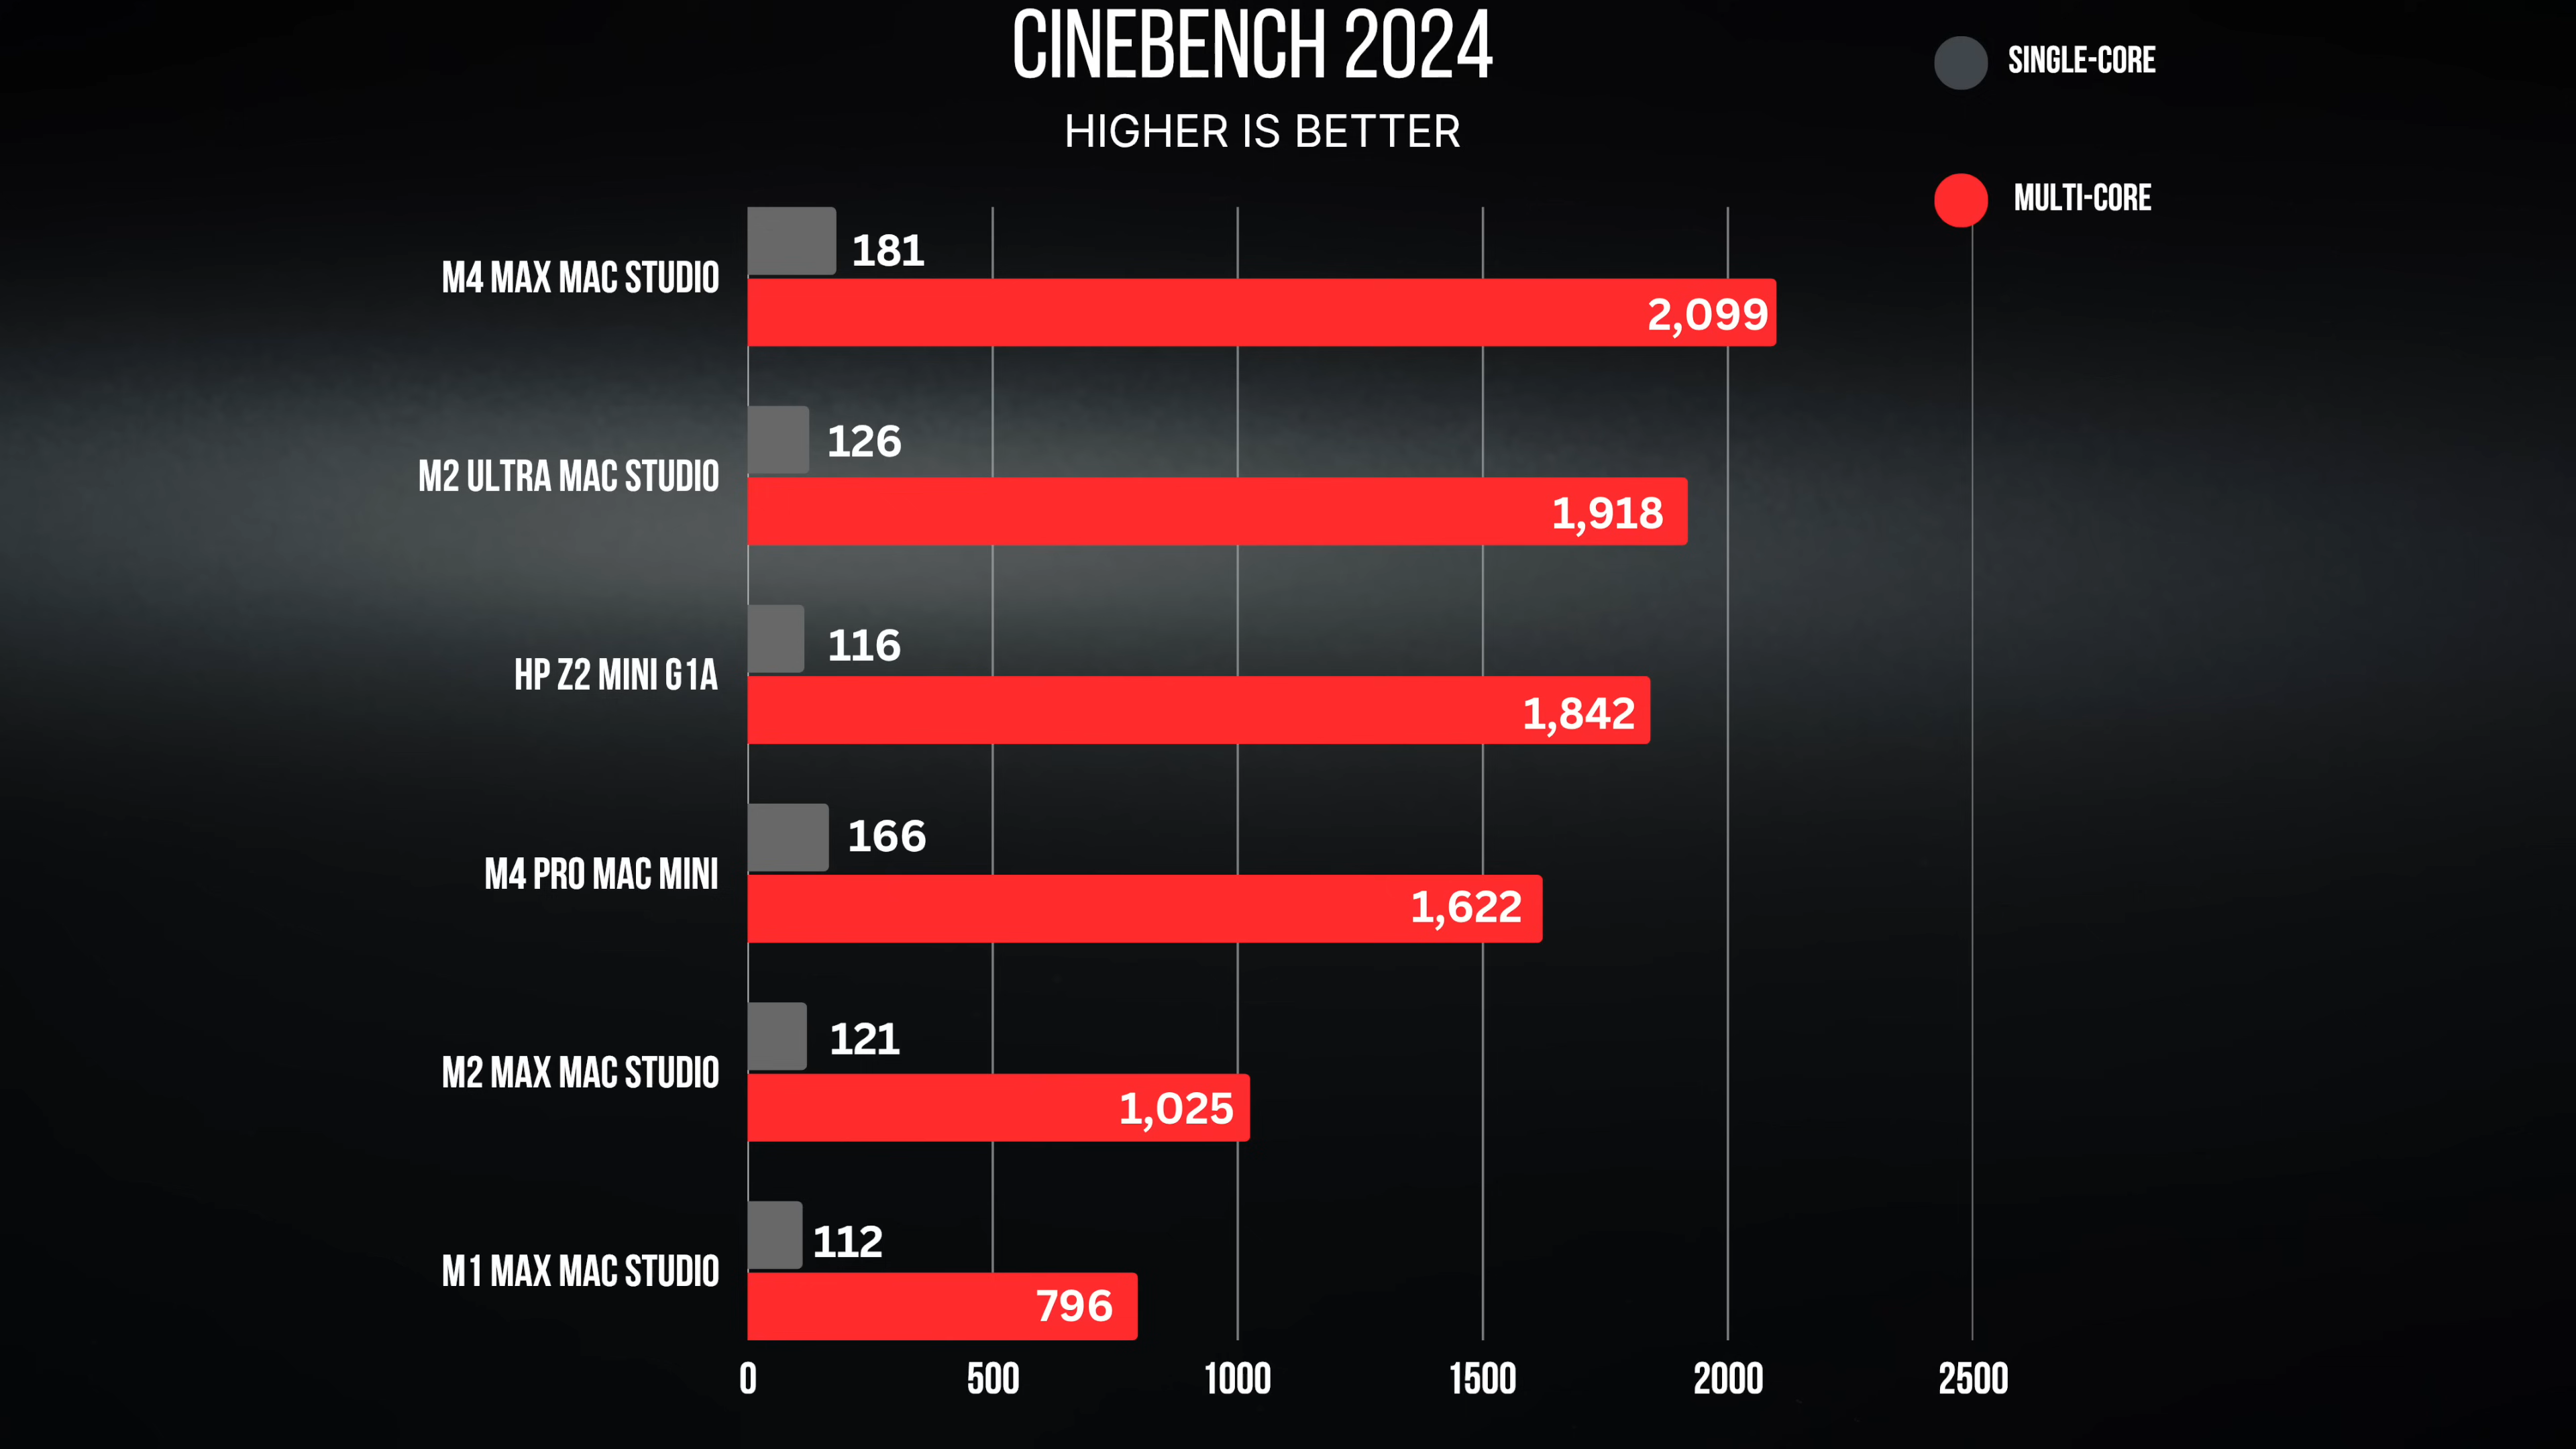 CINEBENCH 2024
HIGHER IS BETTER
SINGLE-CORE
MULTI-CORE
M4 MAX MAC STUDIO
181
2,099
M2 ULTRA MAC STUDIO
126
1,918
HP Z2 MINI G1A
116
1,842
M4 PRO MAC MINI
166
1,622
M2 MAX MAC STUDIO
121
1,025
M1 MAX MAC STUDIO
112
796
0 500 1000 1500 2000 2500